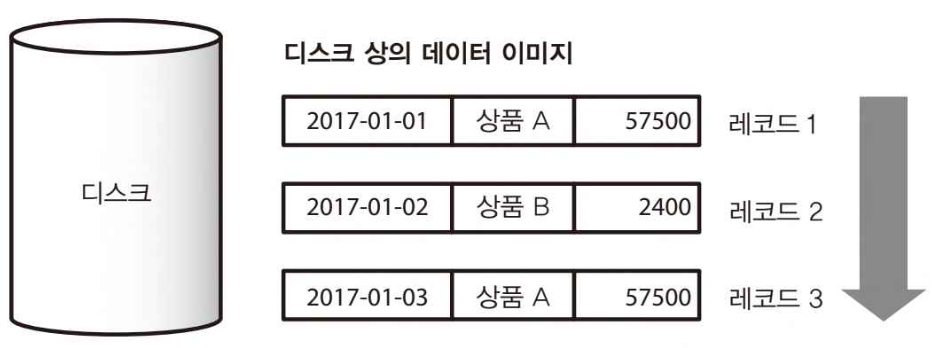 디스크 상의 데이터 이미지
2017-01-01 상품 A 57500 레코드 1
디스크
2017-01-02 상품 B 2400 레코드 2
2017-01-03 상품 A 57500 레코드 3